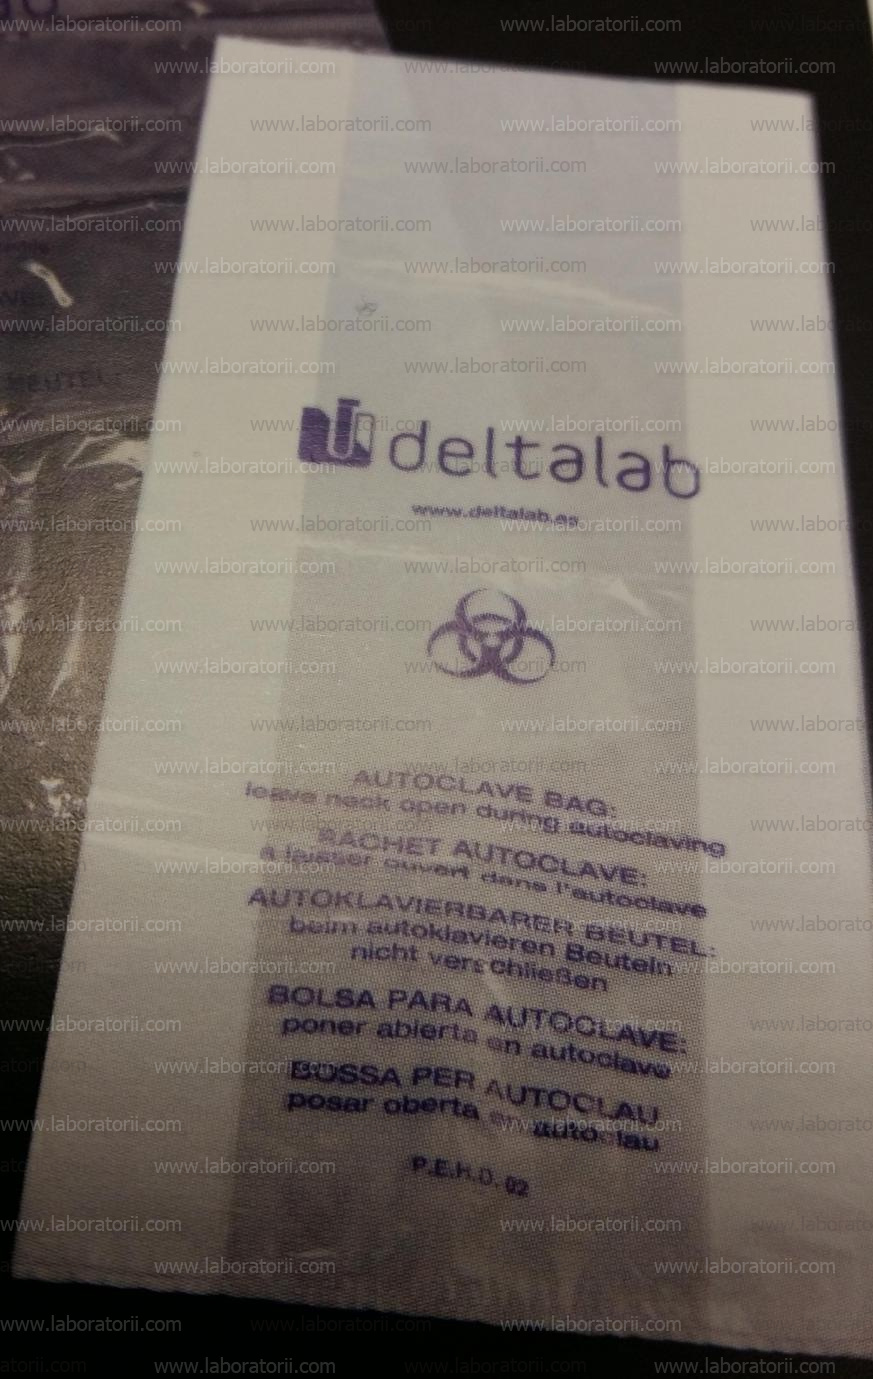 deltalab
www.deltalab.es
AUTOCLAVE BAG:
leave neck open during autoclaving
SACHET AUTOCLAVE:
à laisser ouvert dans l'autoclave
AUTOKLAVIERBARER BEUTEL:
beim autoklavieren Beuteln
nicht verschließen
BOLSA PARA AUTOCLAVE:
poner abierta en autoclave
BOSSA PER AUTOCLAU
posar oberta en autoclau
P.E.H.D. 02
BEUTEL:
www.laboratorii.com